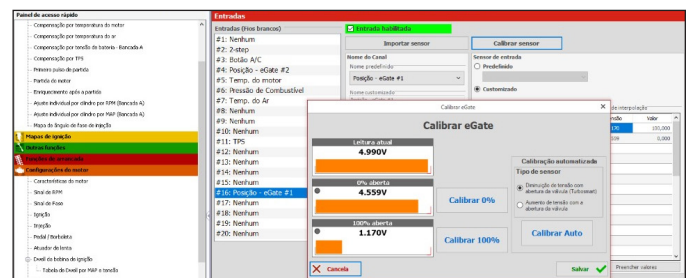 Painel de acesso rápido
Compensação por temperatura do motor
Compensação por temperatura do ar
Compensação por tensão de bateria - Bancada A
Compensação por TPS
Primeiro pulso de partida
Partida do motor
Enriquecimento após a partida
Ajuste individual por cilindro por RPM (Bancada A)
Ajuste individual por cilindro por MAP (Bancada A)
Mapa de ângulo de fase de injeção
Mapas de ignição
Outras funções
Funções de arrancada
Configurações do motor
Características do motor
Sinal de RPM
Sinal de Fase
Ignição
Injeção
Pedal / Borboleta
Atuador de lenta
Dwell da bobina de ignição
Tabela de Dwell por MAP x tensão
Entradas
Entradas (Fios brancos)
#1: Nenhum
#2: 2-step
#3: Botão A/C
#4: Posição - eGate #2
#5: Temp. do motor
#6: Pressão de Combustível
#7: Temp. do Ar
#8: Nenhum
#9: Nenhum
#10: Nenhum
#11: TPS
#12: Nenhum
#13: Nenhum
#14: Nenhum
#15: Nenhum
#16: Posição - eGate #1
#17: Nenhum
#18: Nenhum
#19: Nenhum
#20: Nenhum
Entrada habilitada
Importar sensor
Calibrar sensor
Nome do Canal
Nome predefinido
Posição - eGate #1
Nome customizado
Sensor de entrada
Predefinido
Customizado
de interpolação
nsão
Valor
170
100,000
559
0,000
Preencher valores
Calibrar eGate
Calibrar eGate
Leitura atual
4.990V
0% aberta
4.559V
Calibrar 0%
100% aberta
1.170V
Calibrar 100%
Calibração automatizada
Tipo de sensor
Diminuição de tensão com
abertura da válvula (Turbosmart)
Aumento de tensão com a
abertura da válvula
Calibrar Auto
Cancela
Salvar